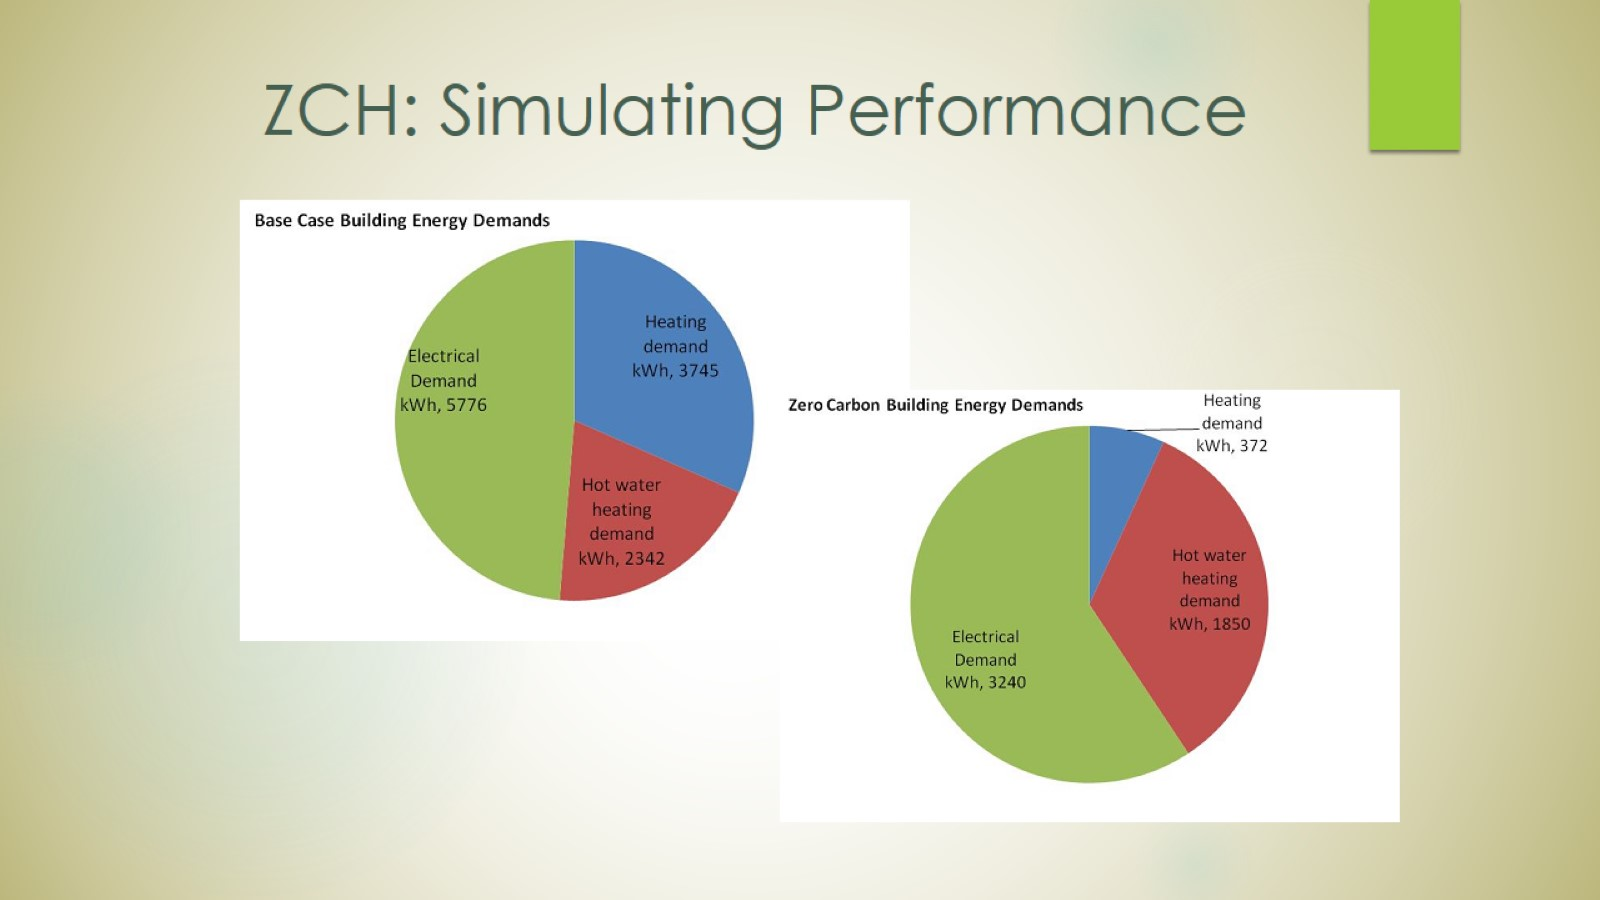 ZCH: Simulating Performance
Base Case Building Energy Demands
Heating
demand
kWh, 3745
Electrical
Demand
kWh, 5776
Hot water
heating
demand
kWh, 2342
Zero Carbon Building Energy Demands
Heating
demand
kWh, 372
Hot water
heating
demand
kWh, 1850
Electrical
Demand
kWh, 3240